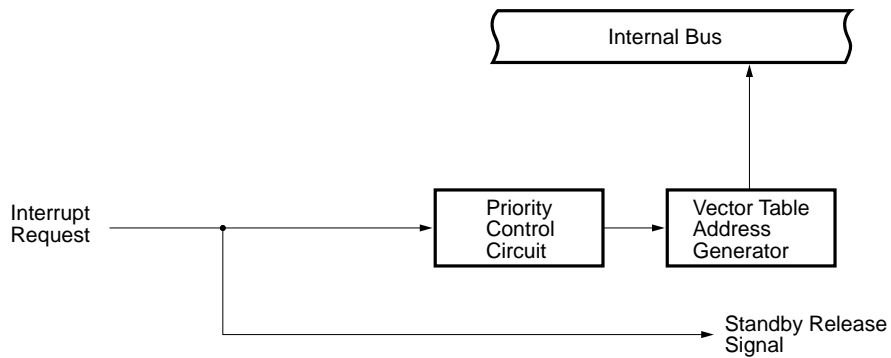 Internal Bus
Interrupt
Request
Priority
Control
Circuit
Vector Table
Address
Generator
Standby Release
Signal